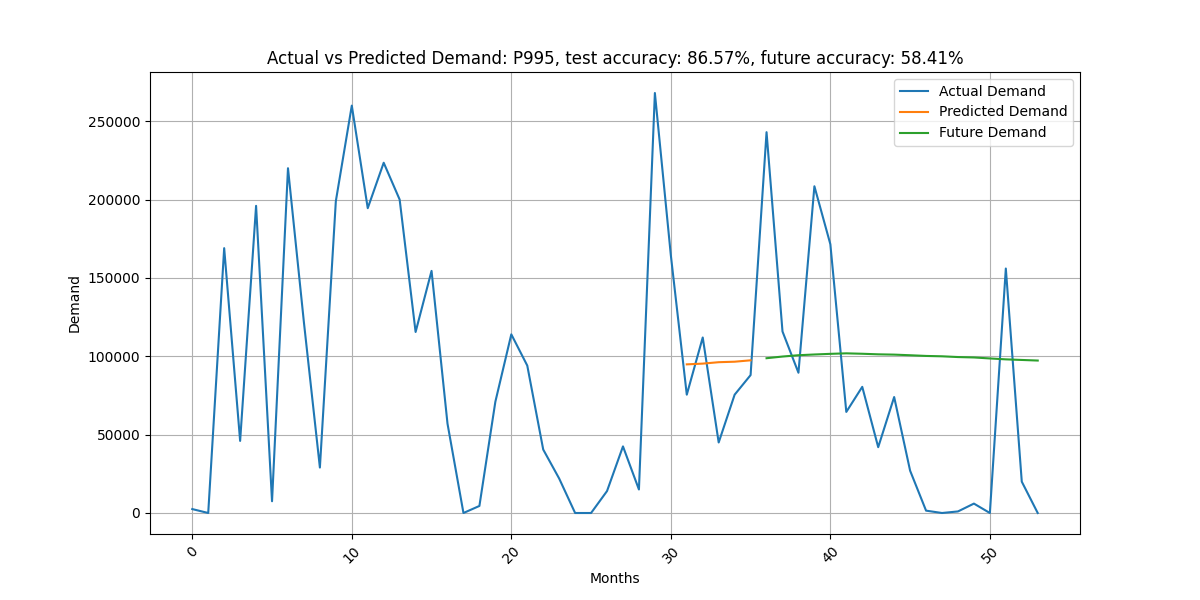 Actual vs Predicted Demand: P995, test accuracy: 86.57%, future accuracy: 58.41%
Actual Demand
Predicted Demand
Future Demand
250000
200000
150000
100000
50000
0
Demand
0 10 20 30 40 50
Months